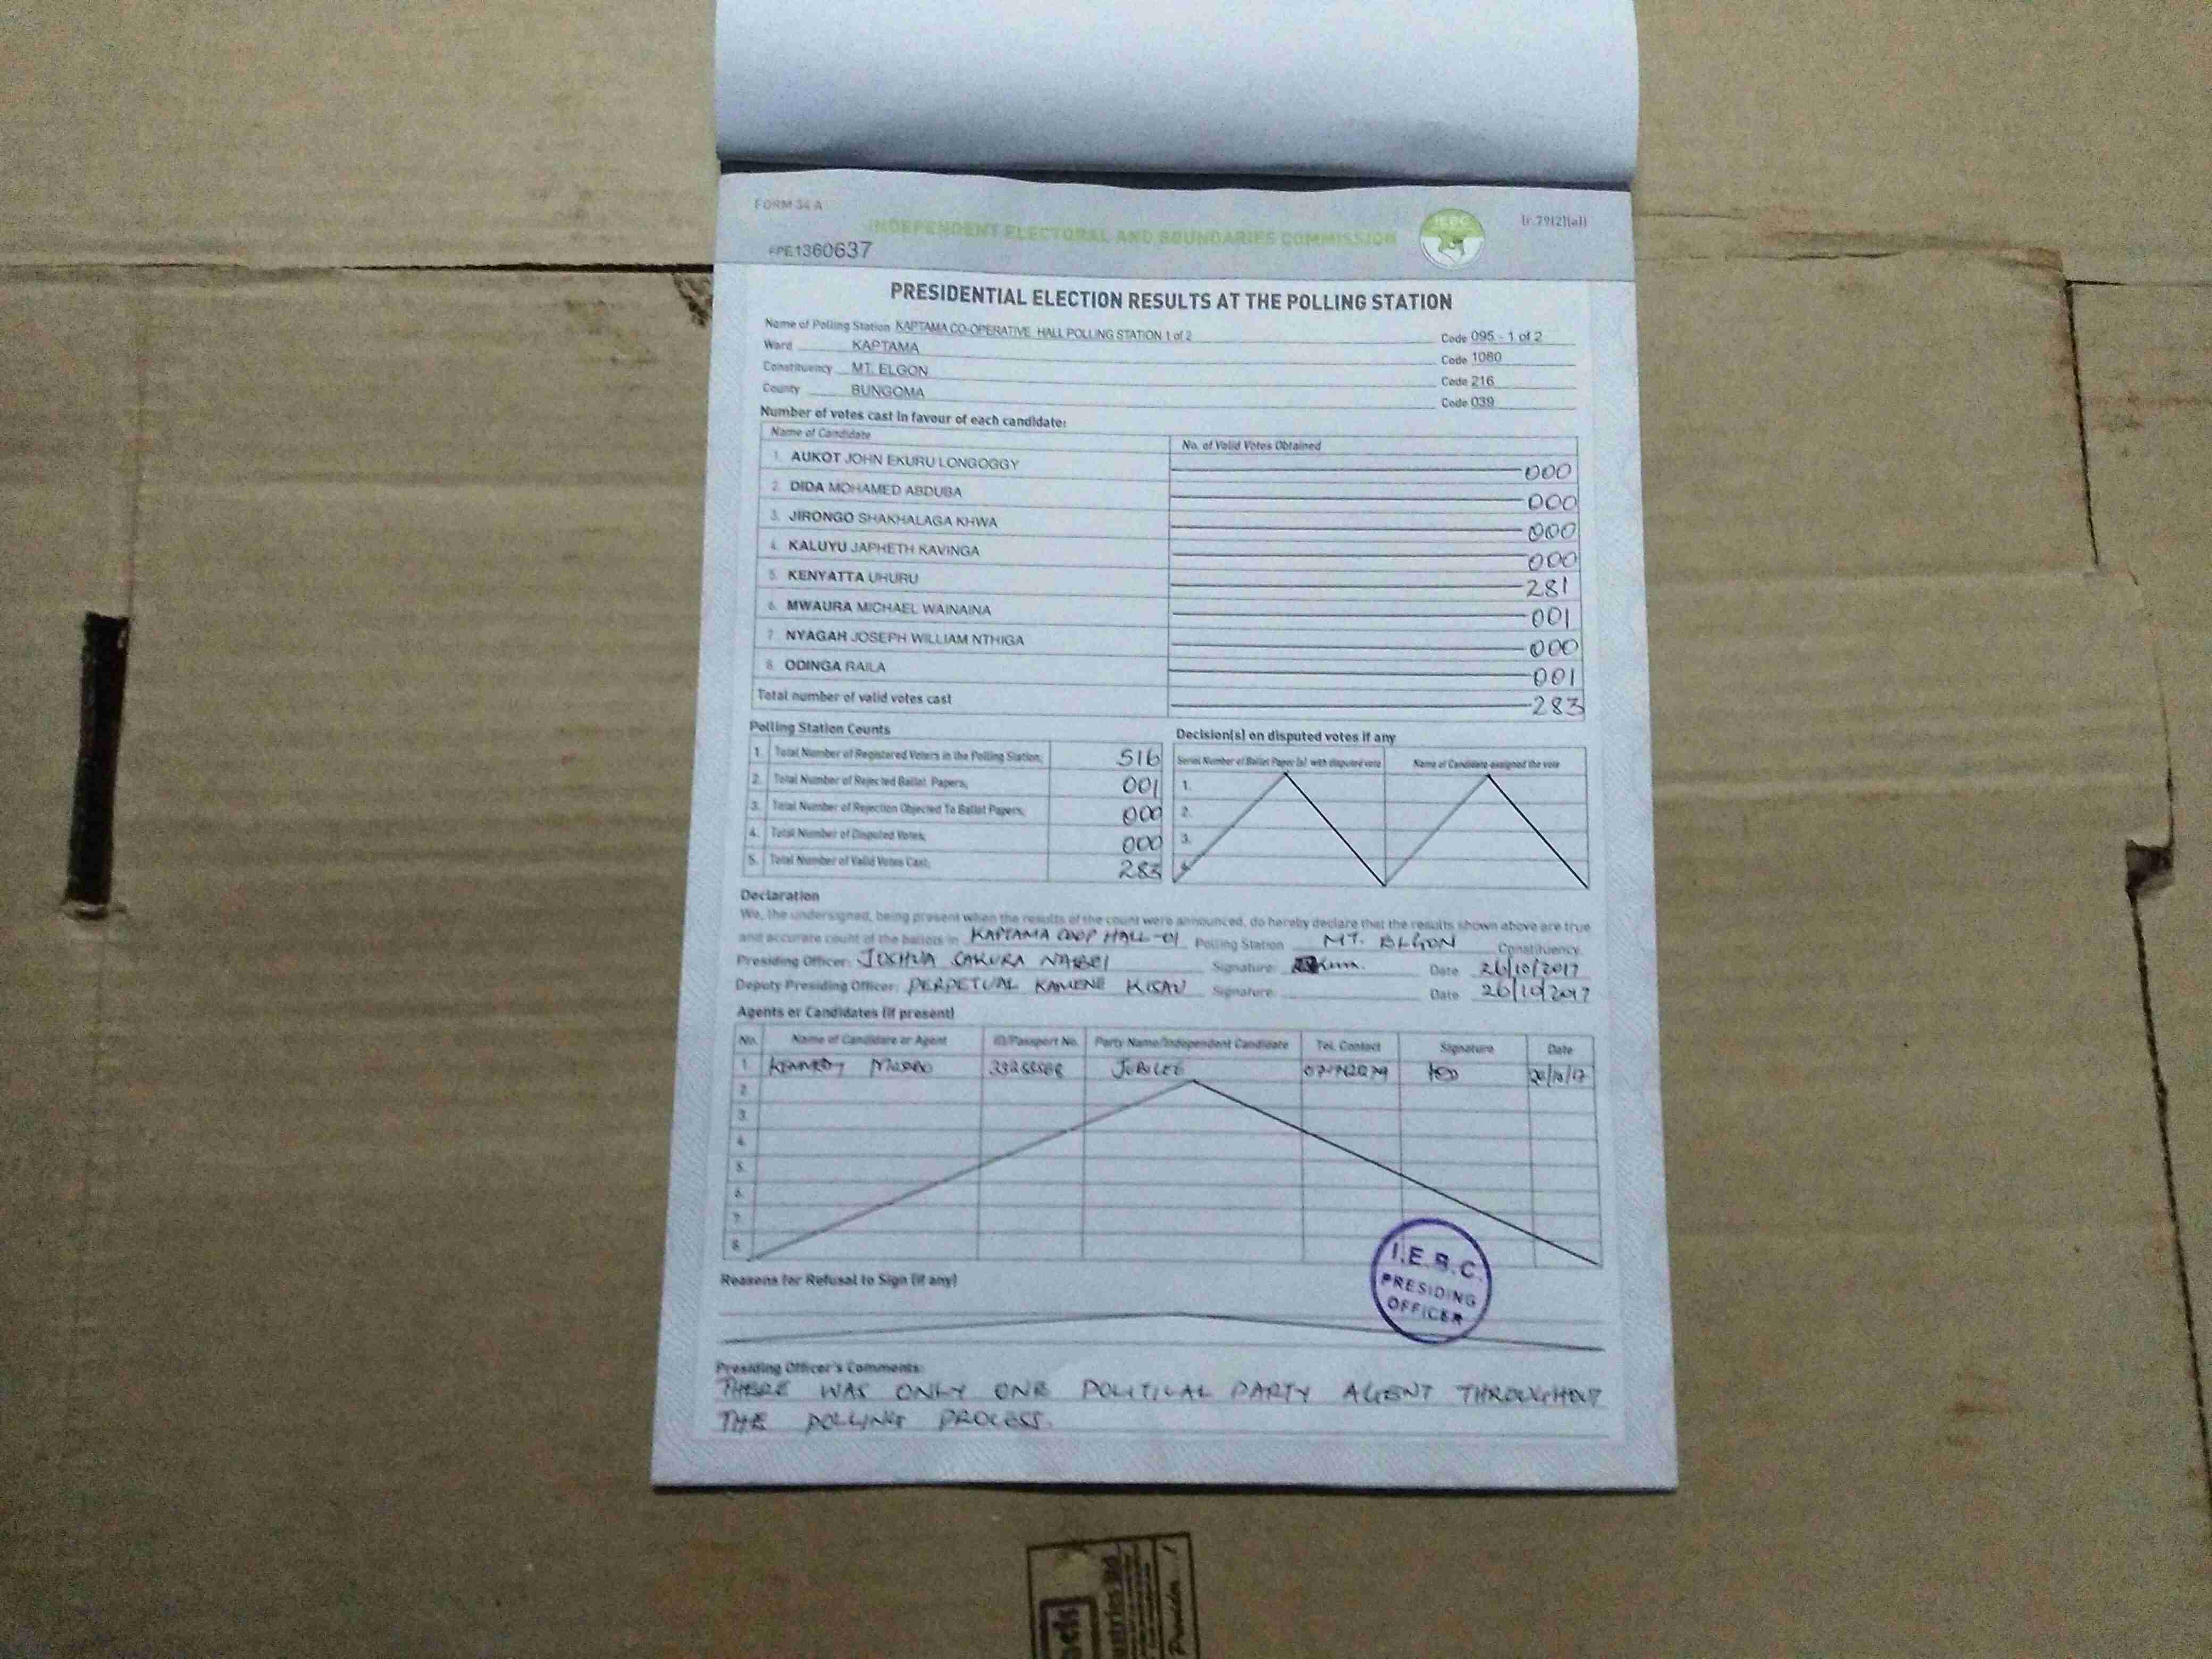 FORM 34 A
[r.79(2)(a)]
INDEPENDENT ELECTORAL AND BOUNDARIES COMMISSION
IEBC
PE1360637
PRESIDENTIAL ELECTION RESULTS AT THE POLLING STATION
Name of Polling Station KAPTAMA CO-OPERATIVE HALL POLLING STATION 1 of 2 Code 095 - 1 of 2
Ward KAPTAMA Code 1080
Constituency MT. ELGON Code 216
County BUNGOMA Code 039
Number of votes cast in favour of each candidate:
Name of Candidate No. of Valid Votes Obtained
1. AUKOT JOHN EKURU LONGOGGY 000
2. DIDA MOHAMED ABDUBA 000
3. JIRONGO SHAKHALAGA KHWA 000
4. KALUYU JAPHETH KAVINGA 000
5. KENYATTA UHURU 281
6. MWAURA MICHAEL WAINAINA 001
7. NYAGAH JOSEPH WILLIAM NTHIGA 000
8. ODINGA RAILA 001
Total number of valid votes cast 283
Polling Station Counts
1. Total Number of Registered Voters in the Polling Station; 516
2. Total Number of Rejected Ballot Papers; 001
3. Total Number of Rejection Objected To Ballot Papers; 000
4. Total Number of Disputed Votes; 000
5. Total Number of Valid Votes Cast; 283
Decision(s) on disputed votes if any
Serial Number of Ballot Paper (s) with disputed vote Name of Candidate assigned the vote
1.
2.
3.
4.
Declaration
We, the undersigned, being present when the results of the count were announced, do hereby declare that the results shown above are true
and accurate count of the ballots in KAPTAMA COOP HALL-01 Polling Station MT. ELGON Constituency
Presiding Officer: JOSHUA Signature: Date 26/10/2017
Deputy Presiding Officer: PERPETUAL KAMENE Signature: Date 26/10/2017
Agents or Candidates (if present)
No. Name of Candidate or Agent ID/Passport No. Party Name/Independent Candidate Tel. Contact Signature Date
1 KENNEDY JUBILEE 26/10/17
2.
3.
4.
5.
6.
7.
8.
Reasons for Refusal to Sign (if any)
I.E.B.C.
PRESIDING
OFFICER
Presiding Officer's Comments:
THERE WAS ONLY ONE POLITICAL PARTY AGENT THROUGHOUT
THE POLLING PROCESS.